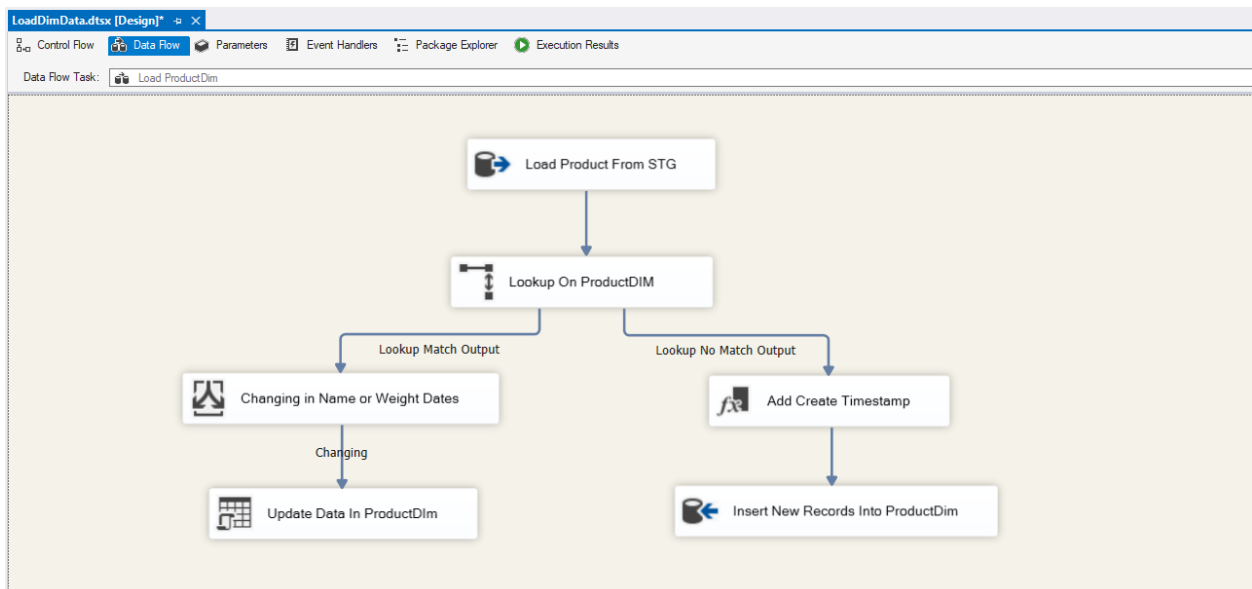 LoadDimData.dtsx [Design]*
Control Flow Data Flow Parameters Event Handlers Package Explorer Execution Results
Data Flow Task: Load ProductDim
Load Product From STG
Lookup On ProductDIM
Lookup Match Output Lookup No Match Output
Changing in Name or Weight Dates Add Create Timestamp
Changing
Update Data In ProductDIm Insert New Records Into ProductDim